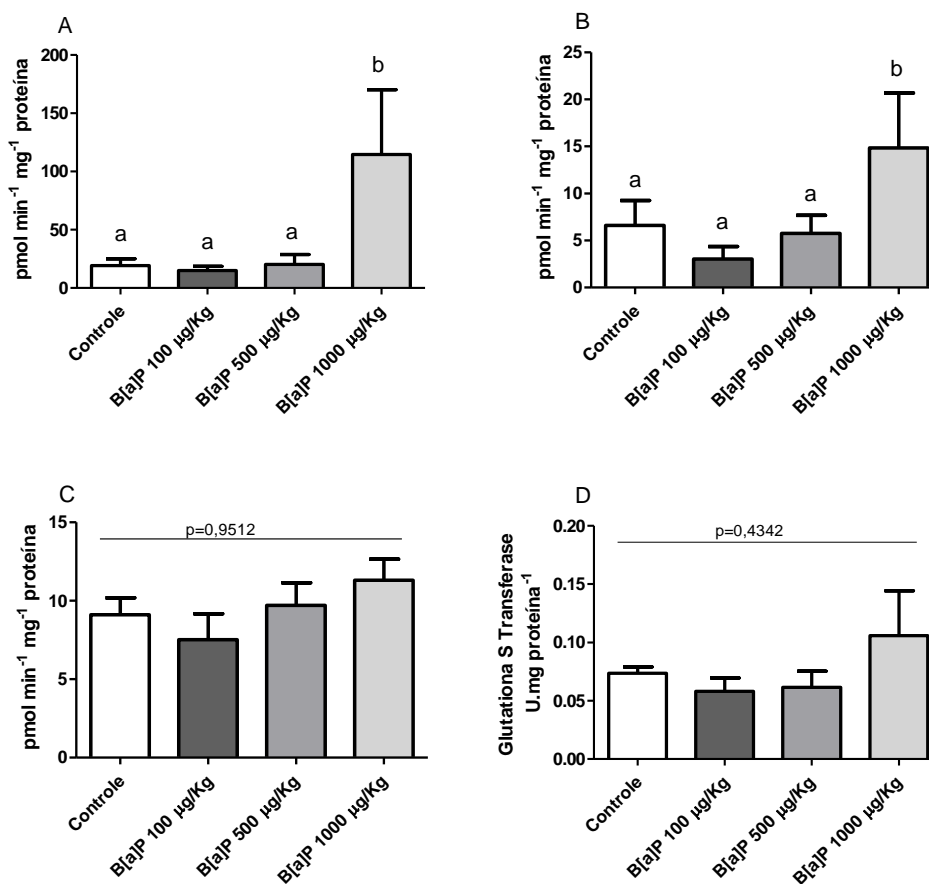 A
pmol min⁻¹ mg⁻¹ proteína
200
150
100
50
0
a
a
a
b
Controle
B[a]P 100 µg/Kg
B[a]P 500 µg/Kg
B[a]P 1000 µg/Kg
B
pmol min⁻¹ mg⁻¹ proteína
25
20
15
10
5
0
a
a
a
b
Controle
B[a]P 100 µg/Kg
B[a]P 500 µg/Kg
B[a]P 1000 µg/Kg
C
pmol min⁻¹ mg⁻¹ proteína
15
10
5
0
p=0,9512
Controle
B[a]P 100 µg/Kg
B[a]P 500 µg/Kg
B[a]P 1000 µg/Kg
D
Glutationa S Transferase
U.mg proteína⁻¹
0.20
0.15
0.10
0.05
0.00
p=0,4342
Controle
B[a]P 100 µg/Kg
B[a]P 500 µg/Kg
B[a]P 1000 µg/Kg